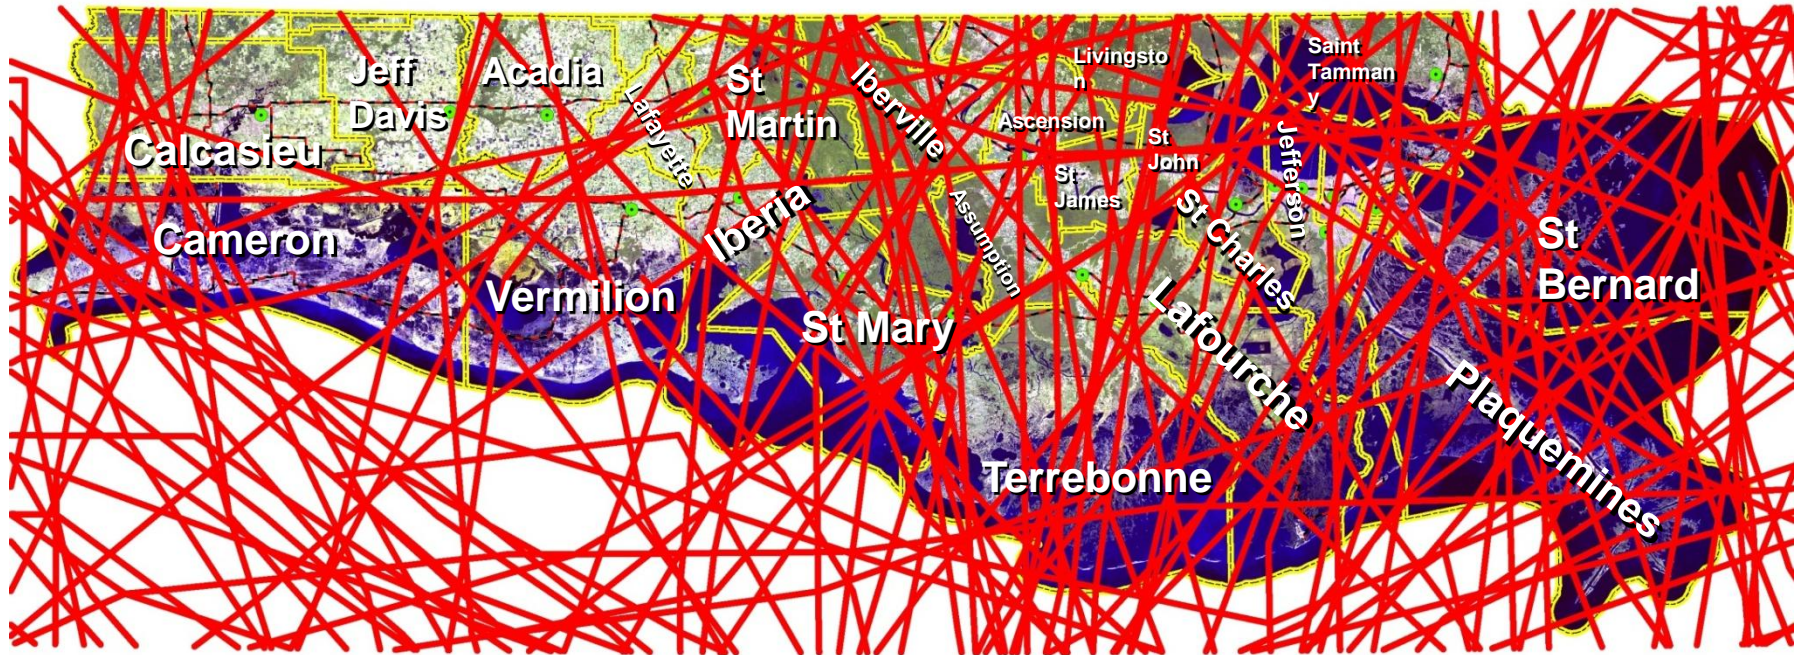 Livingsto
n
Saint
Tamman
y
Jeff
Davis
Acadia
St
Martin
Iberville
Lafayette
Ascension
St
John
Jefferson
Calcasieu
St
James
Assumption
Iberia
St Charles
Cameron
St
Bernard
Vermilion
St Mary
Lafourche
Plaquemines
Terrebonne